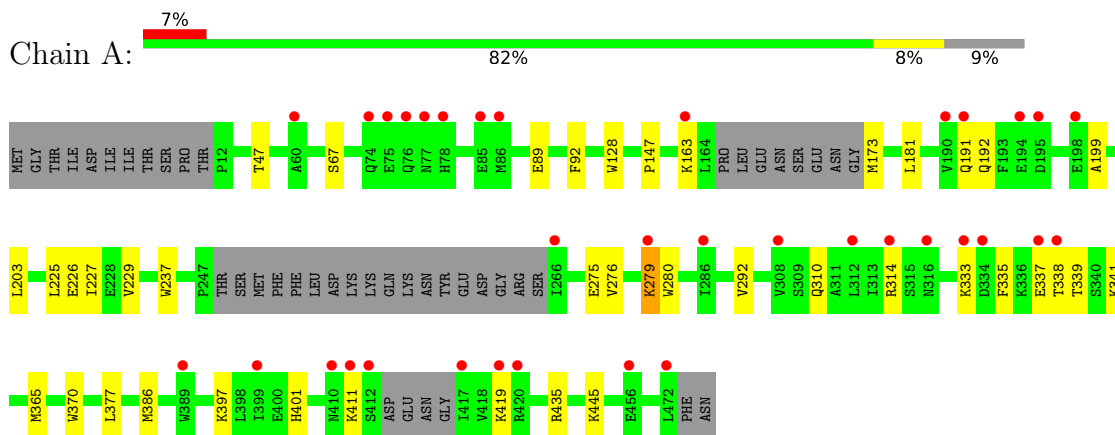 7%
Chain A:
82% 8% 9%
MET GLY THR ILE ASP ILE ILE THR SER PRO THR P12 T47 A60 S67 Q74 E75 Q76 N77 H78 E85 M86 E89 F92 W128 P147 K163 L164 PRO LEU GLU ASN SER GLU ASN GLY M173 L181 V190 Q191 Q192 F193 E194 D195 E198 A199
L203 L225 E226 I227 E228 V229 W237 P247 THR SER MET PHE PHE LEU ASP LYS LYS GLN LYS ASN TYR GLU ASP GLY ARG SER I266 E275 V276 K279 W280 I286 V292 V308 S309 Q310 A311 L312 I313 R314 S315 N316 K333 D334 F335 K336 E337 T338 T339 S340 K341
M365 W370 L377 M386 W389 K397 L398 I399 E400 H401 N410 K411 S412 ASP GLU ASN GLY I417 V418 K419 R420 R435 K445 E456 L472 PHE ASN